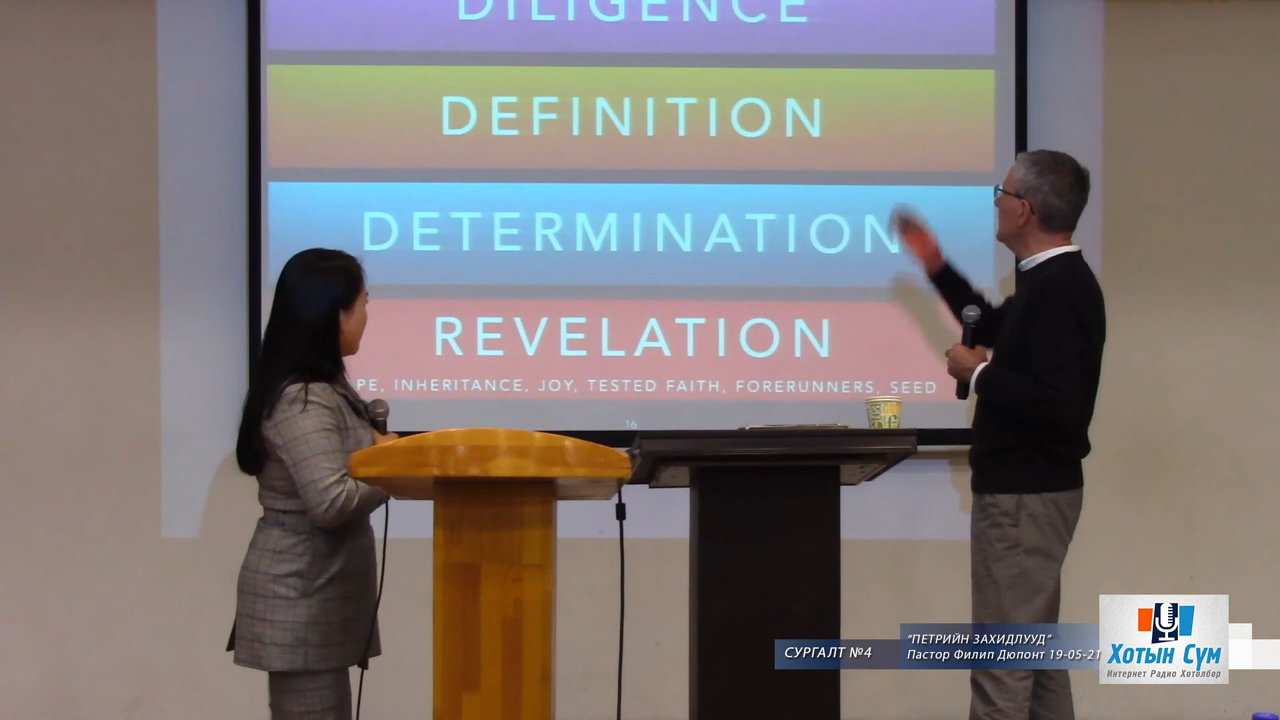 DILIGENCE
DEFINITION
DETERMINATION
REVELATION
PE, INHERITANCE, JOY, TESTED FAITH, FORERUNNERS, SEED
16
СУРГАЛТ №4
"ПЕТРИЙН ЗАХИДЛУУД"
Пастор Филип Дюпонт 19-05-21
Хотын Сүм
Интернет Радио Хөтөлбөр